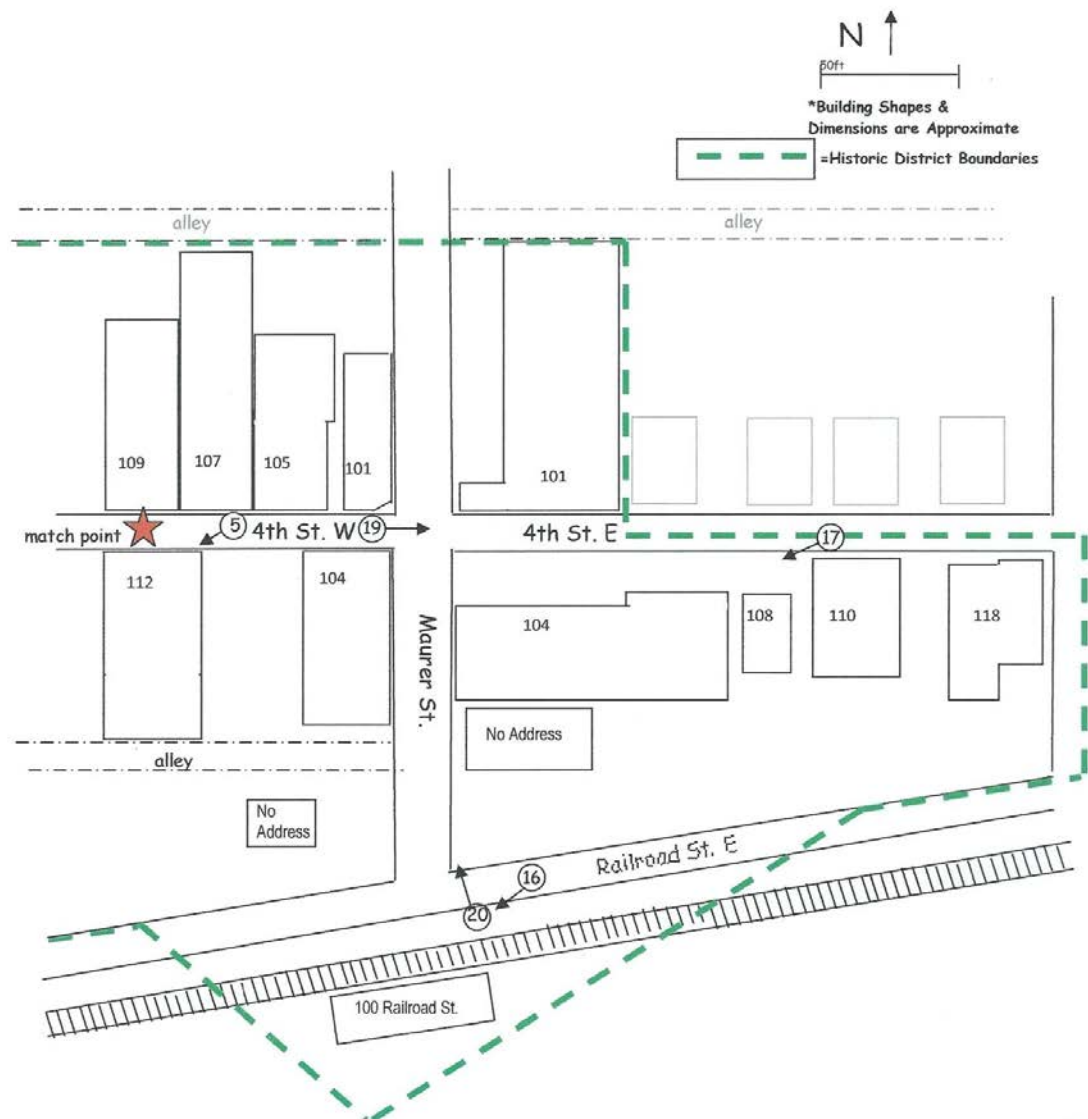 N
50ft
*Building Shapes &
Dimensions are Approximate
=Historic District Boundaries
alley
alley
109
107
105
101
101
match point
5
4th St. W
19
4th St. E
17
112
104
Maurer St.
104
108
110
118
No Address
alley
No
Address
Railroad St. E
16
20
100 Railroad St.